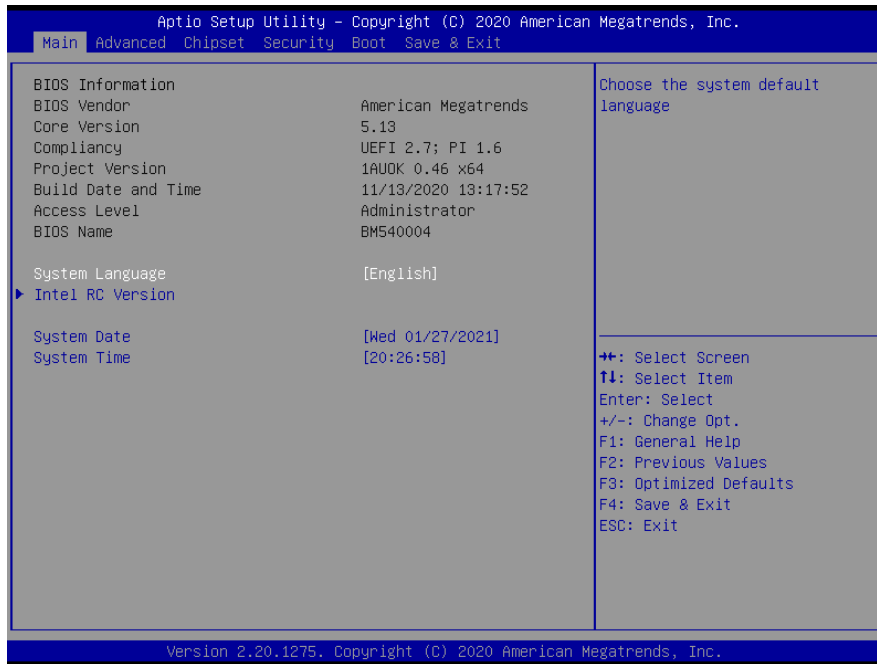 Aptio Setup Utility – Copyright (C) 2020 American Megatrends, Inc.
Main Advanced Chipset Security Boot Save & Exit
BIOS Information
BIOS Vendor American Megatrends
Core Version 5.13
Compliancy UEFI 2.7; PI 1.6
Project Version 1AUOK 0.46 x64
Build Date and Time 11/13/2020 13:17:52
Access Level Administrator
BIOS Name BM540004
System Language [English]
Intel RC Version
System Date [Wed 01/27/2021]
System Time [20:26:58]
Choose the system default
language
→←: Select Screen
↑↓: Select Item
Enter: Select
+/-: Change Opt.
F1: General Help
F2: Previous Values
F3: Optimized Defaults
F4: Save & Exit
ESC: Exit
Version 2.20.1275. Copyright (C) 2020 American Megatrends, Inc.